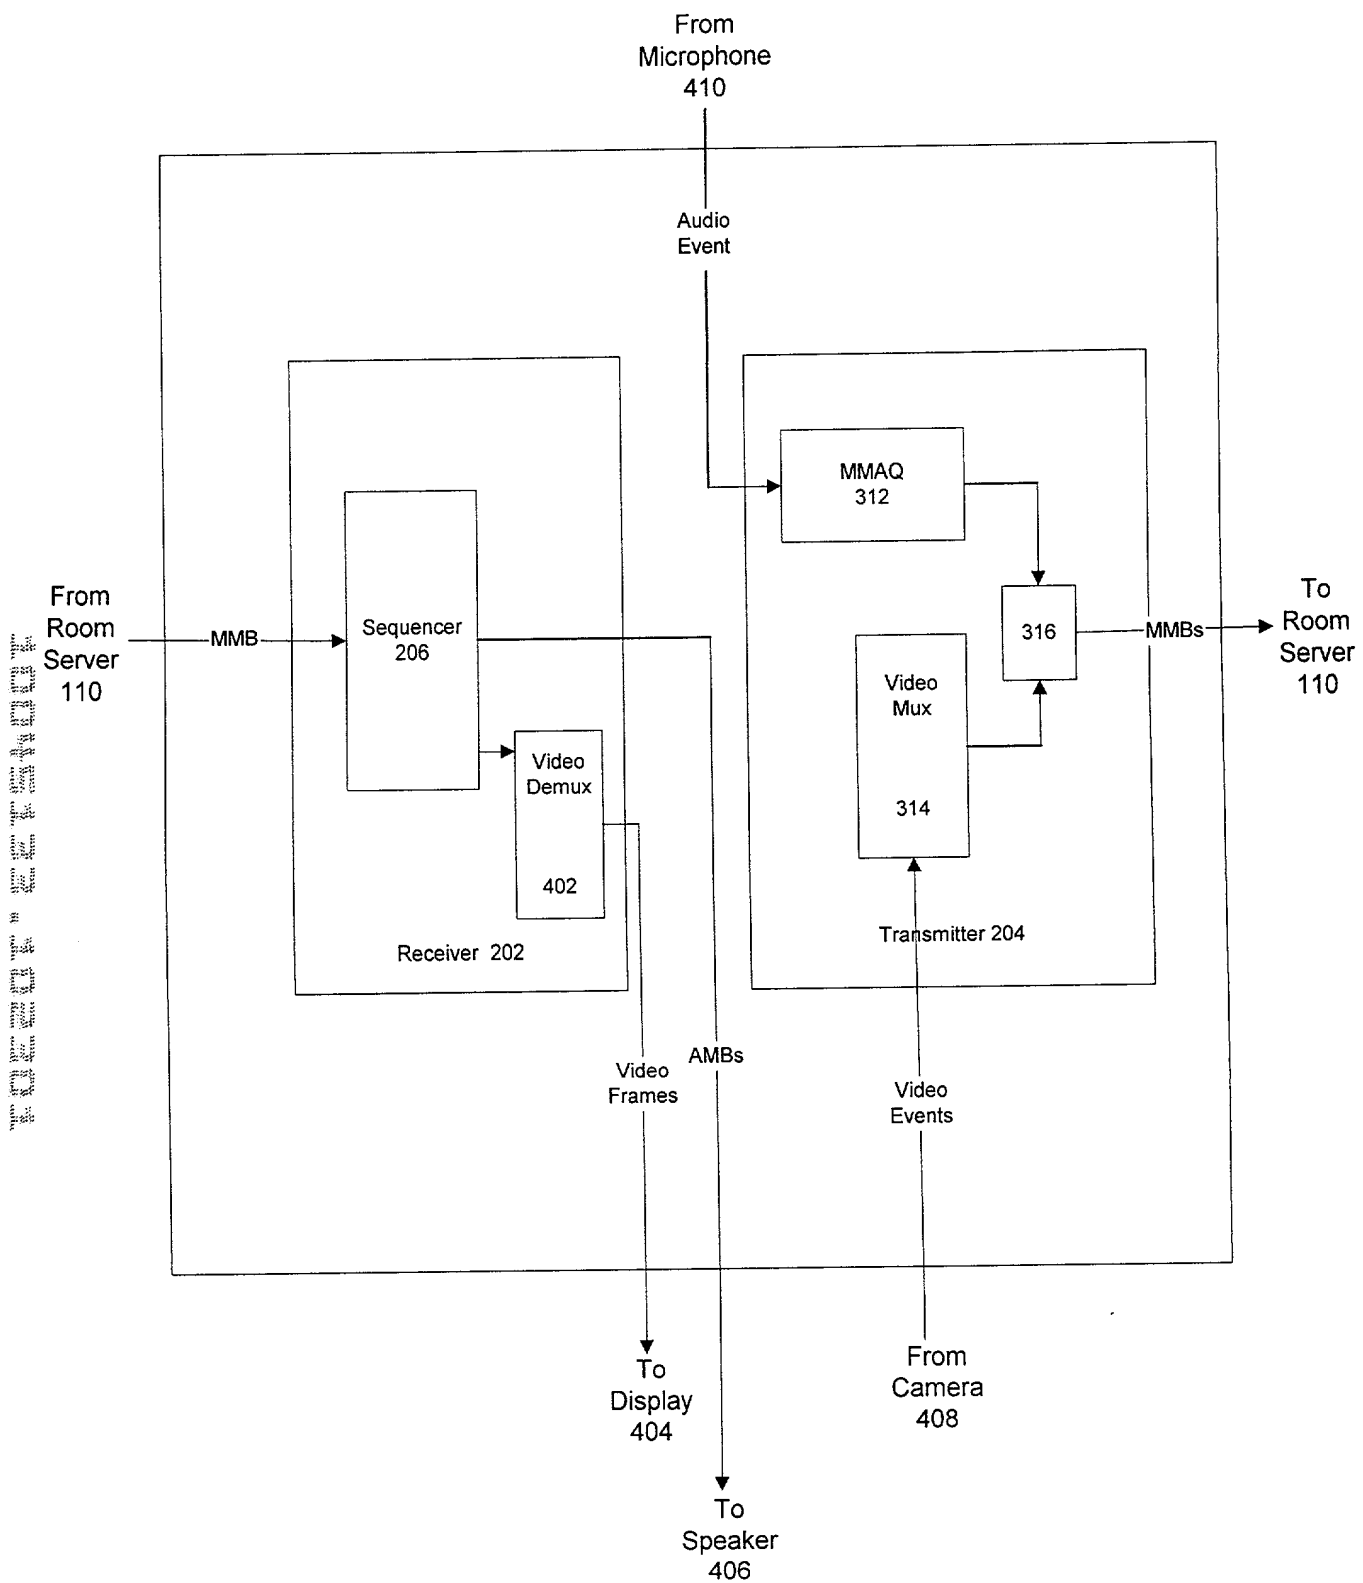 From
Microphone
410
Audio
Event
MMAQ
312
From
Room
Server
110
MMB
Sequencer
206
316
MMBs
To
Room
Server
110
Video
Mux
314
Video
Demux
402
Receiver 202
Transmitter 204
AMBs
Video
Frames
Video
Events
To
Display
404
From
Camera
408
To
Speaker
406